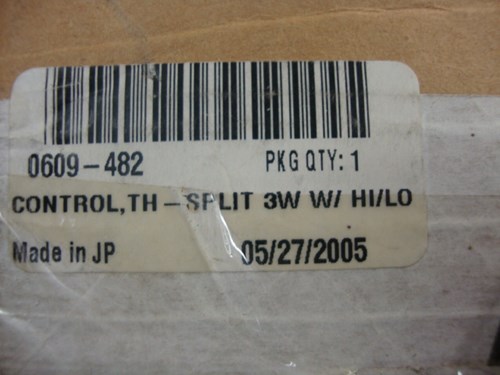 0609-482 PKG QTY: 1
CONTROL,TH-SPLIT 3W W/ HI/LO
Made in JP 05/27/2005